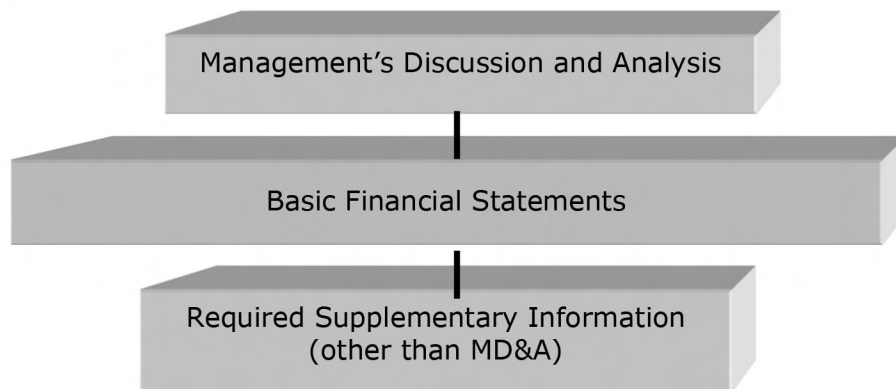 Management’s Discussion and Analysis
Basic Financial Statements
Required Supplementary Information
(other than MD&A)